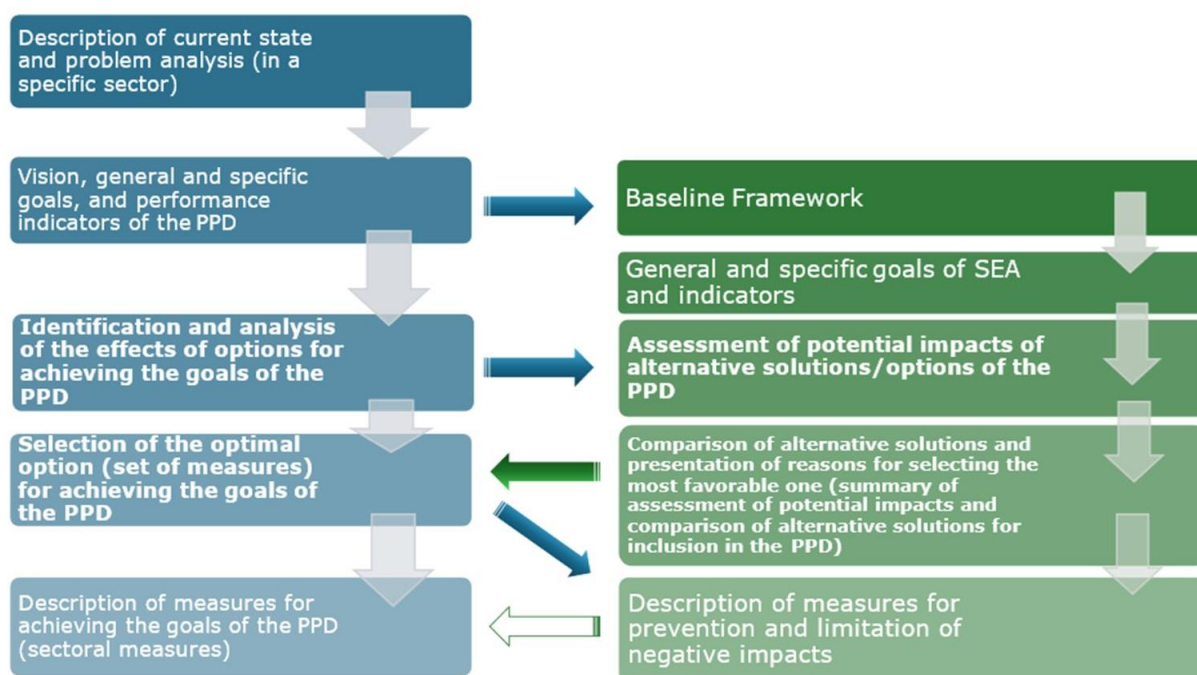 Description of current state
and problem analysis (in a
specific sector)
Vision, general and specific
goals, and performance
indicators of the PPD
Identification and analysis
of the effects of options for
achieving the goals of the
PPD
Selection of the optimal
option (set of measures)
for achieving the goals of
the PPD
Description of measures for
achieving the goals of the PPD
(sectoral measures)
Baseline Framework
General and specific goals of SEA
and indicators
Assessment of potential impacts of
alternative solutions/options of the
PPD
Comparison of alternative solutions and
presentation of reasons for selecting the
most favorable one (summary of
assessment of potential impacts and
comparison of alternative solutions for
inclusion in the PPD)
Description of measures for
prevention and limitation of
negative impacts